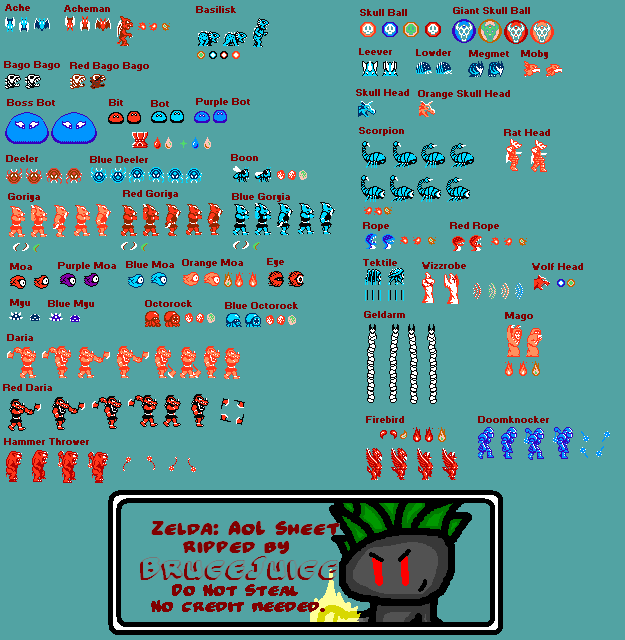 Ache Acheman Basilisk
Skull Ball Giant Skull Ball
Bago Bago Red Bago Bago
Leever Lowder Megmet Moby
Boss Bot Bit Bot Purple Bot
Skull Head Orange Skull Head
Deeler Blue Deeler Boon
Scorpion Rat Head
Goriya Red Goriya Blue Gorgia
Rope Red Rope
Moa Purple Moa Blue Moa Orange Moa Eye
Tektile Wizzrobe Wolf Head
Myu Blue Myu Octorock Blue Octorock
Geldarm Mago
Daria
Red Daria
Firebird Doomknocker
Hammer Thrower
Zelda: AoL Sheet
ripped by
BruceJuice
Do Not Steal
No credit needed.